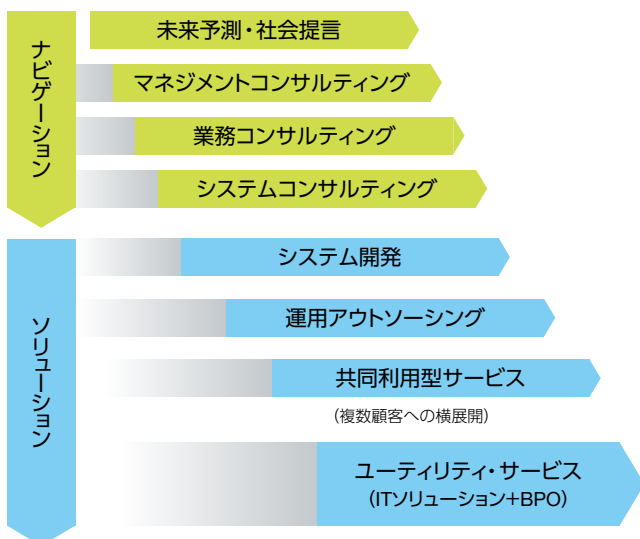 ナビゲーション
未来予測・社会提言
マネジメントコンサルティング
業務コンサルティング
システムコンサルティング
ソリューション
システム開発
運用アウトソーシング
共同利用型サービス
(複数顧客への横展開)
ユーティリティ・サービス
(ITソリューション+BPO)